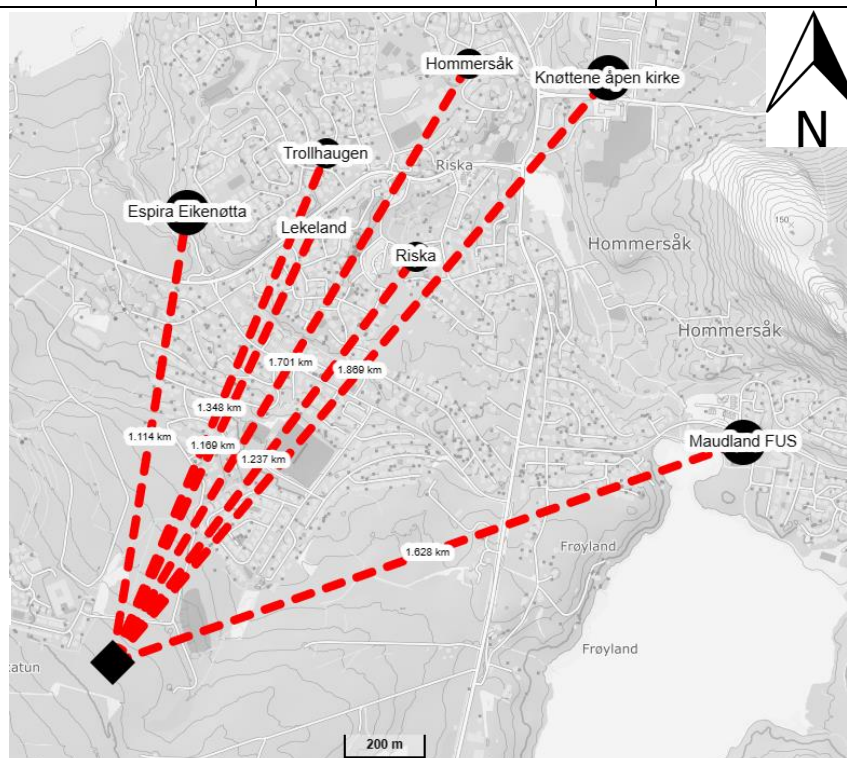 Hommersåk
Knøttene åpen kirke
N
Trollhaugen
Riska
Espira Eikenøtta
Lekeland
Riska
Hommersåk
150
Hommersåk
1.701 km
1.869 km
1.348 km
1.114 km
1.169 km
1.237 km
Maudland FUS
1.628 km
Frøyland
Frøyland
atun
200 m